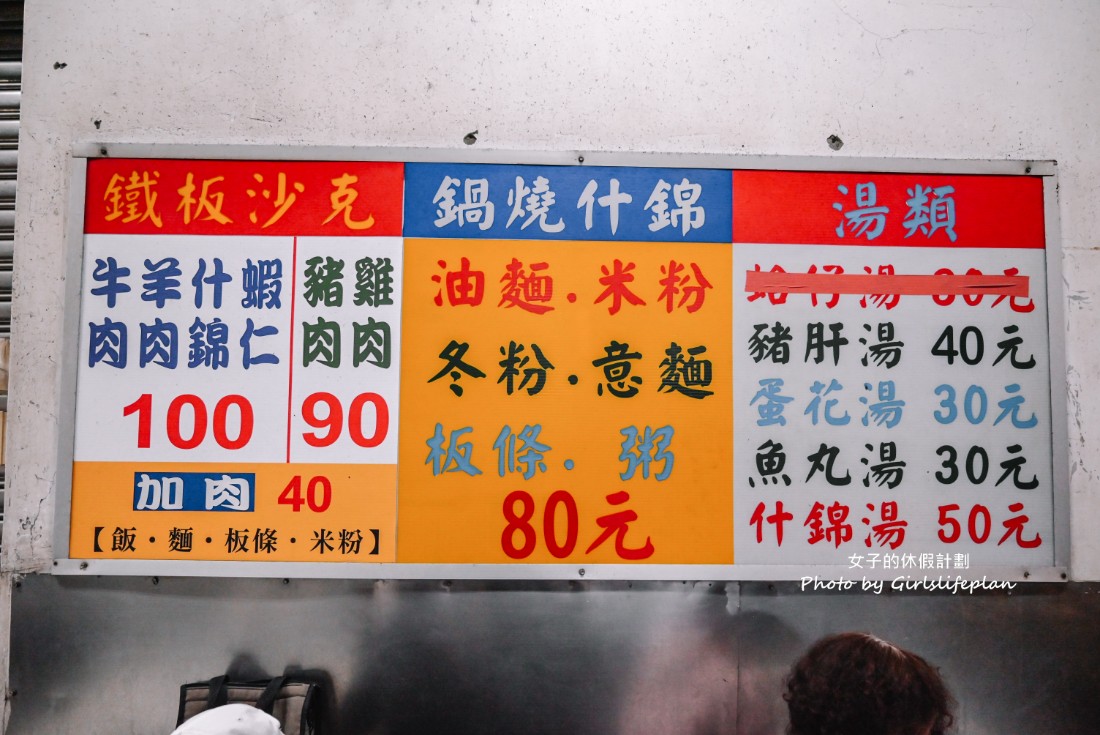 鐵板沙克
牛肉
羊肉
什錦
蝦仁
100
豬肉
雞肉
90
加肉 40
【飯・麵・板條・米粉】
鍋燒什錦
油麵.米粉
冬粉.意麵
板條.粥
80元
湯類
蛤仔湯 元
豬肝湯 40元
蛋花湯 30元
魚丸湯 30元
什錦湯 50元
女子的休假計劃
Photo by Girlslifeplan